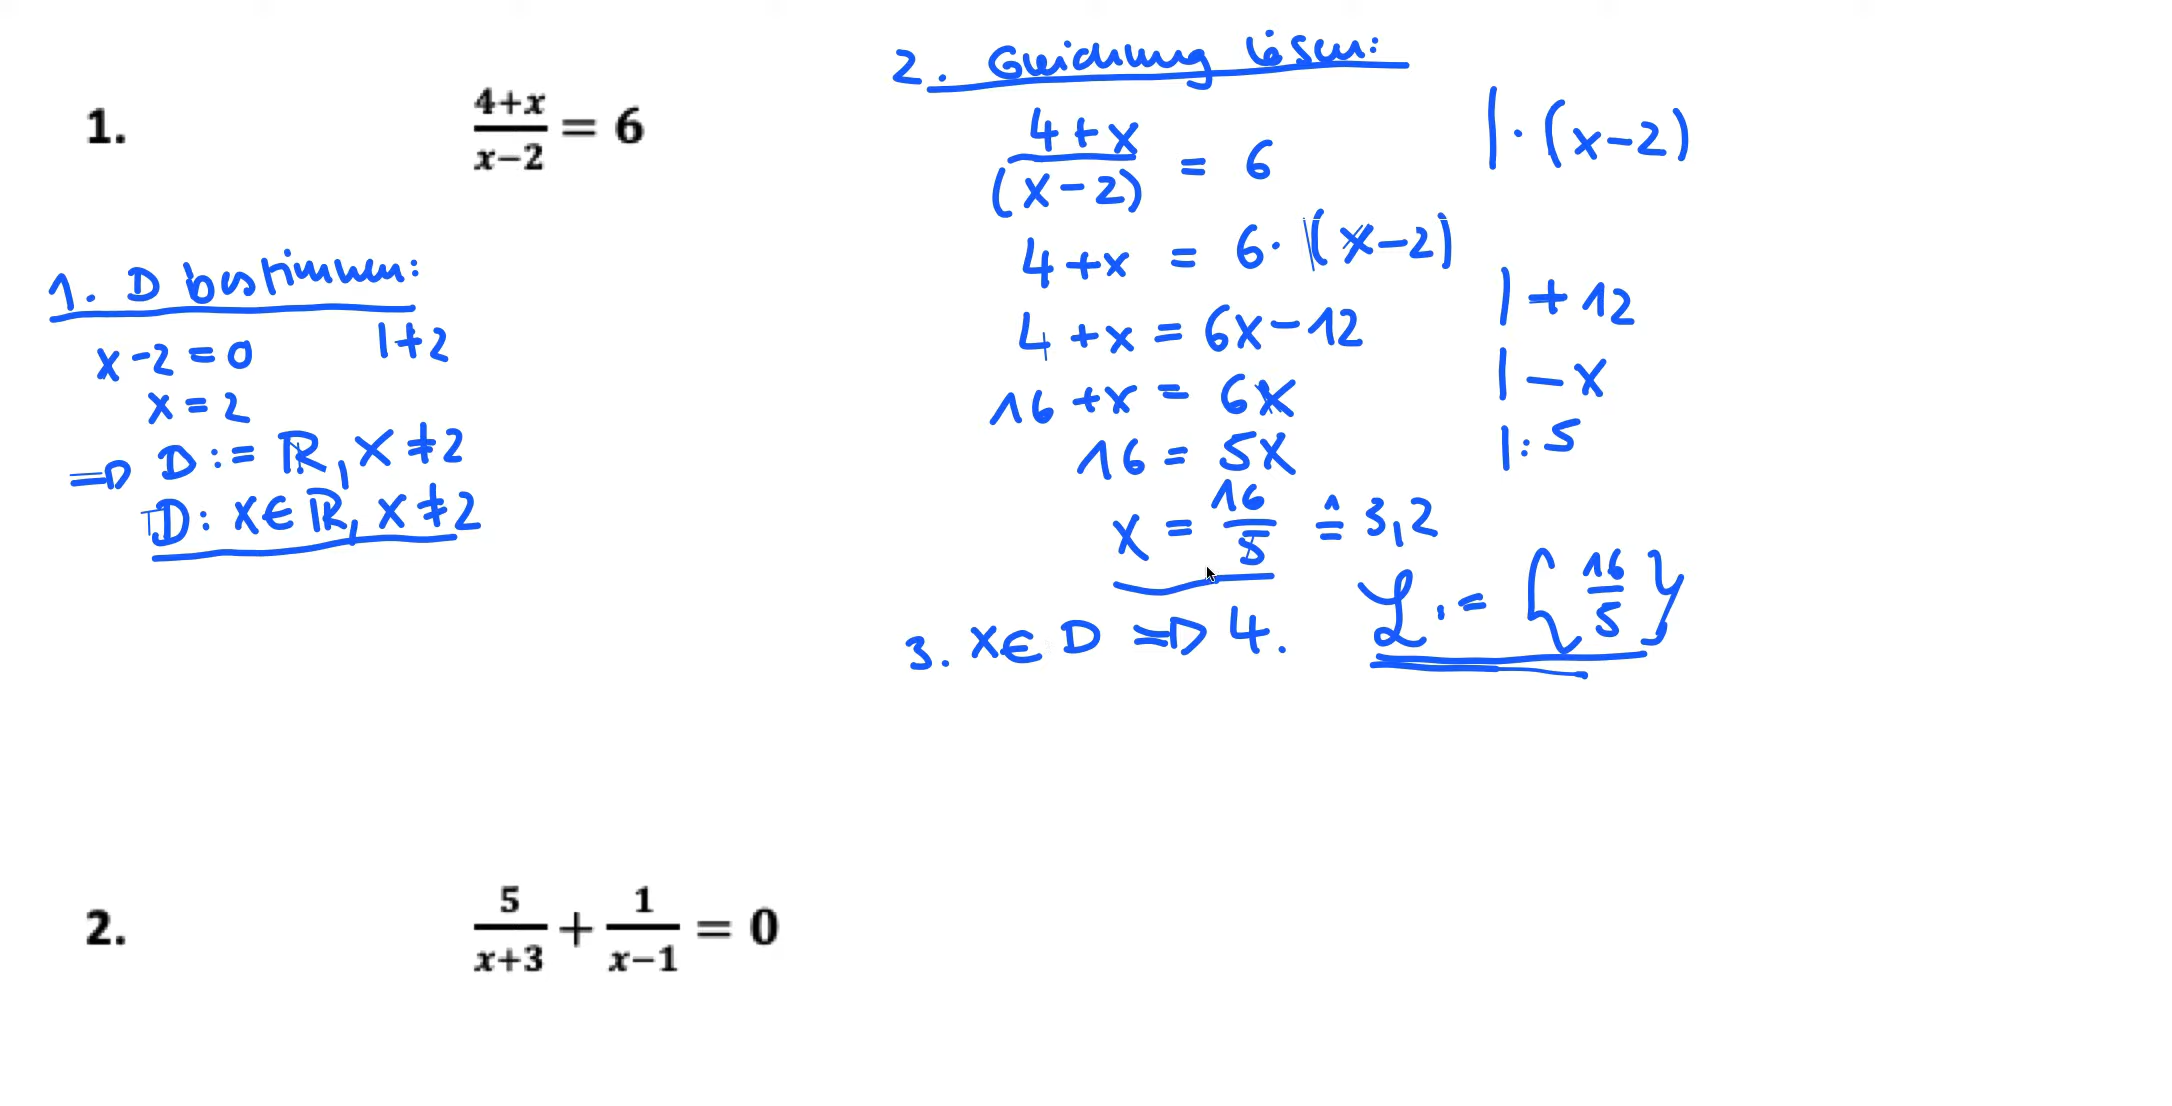 1. (4+x)/(x−2) = 6
1. D bestimmen:
x − 2 = 0 | +2
x = 2
⇒ D := ℝ, x ≠ 2
D: x ∈ ℝ, x ≠ 2
2. Gleichung lösen:
(4 + x)/(x − 2) = 6 | · (x − 2)
4 + x = 6 · (x − 2)
4 + x = 6x − 12 | + 12
16 + x = 6x | − x
16 = 5x | : 5
x = 16/5 ≙ 3,2
3. x ∈ D ⇒ 4. L := {16/5}
2. 5/(x+3) + 1/(x−1) = 0